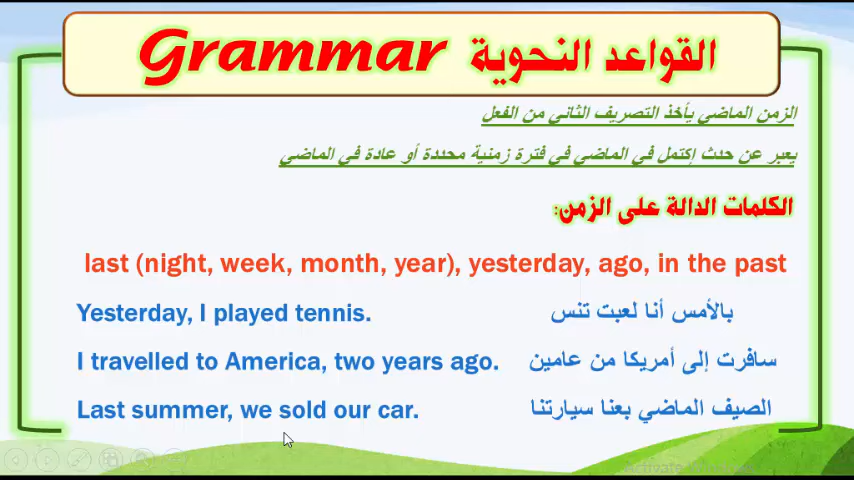 Grammar القواعد النحوية
الزمن الماضي يأخذ التصريف الثاني من الفعل
يعبر عن حدث إكتمل في الماضي في فترة زمنية محددة أو عادة في الماضي
الكلمات الدالة على الزمن:
last (night, week, month, year), yesterday, ago, in the past
Yesterday, I played tennis. بالأمس أنا لعبت تنس
I travelled to America, two years ago. سافرت إلى أمريكا من عامين
Last summer, we sold our car. الصيف الماضي بعنا سيارتنا